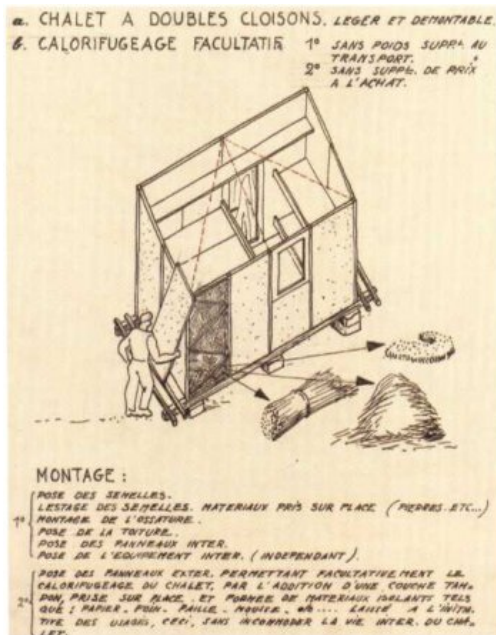 a. CHALET A DOUBLES CLOISONS. LEGER ET DEMONTABLE.
b. CALORIFUGEAGE FACULTATIF 1° SANS POIDS SUPPL. AU
TRANSPORT.
2° SANS SUPPL. DE PRIX
A L'ACHAT.
MONTAGE :
1° POSE DES SEMELLES.
LESTAGE DES SEMELLES. MATERIAUX PRIS SUR PLACE (PIERRES. ETC...)
MONTAGE DE L'OSSATURE.
POSE DE LA TOITURE.
POSE DES PANNEAUX INTER.
POSE DE L'EQUIPEMENT INTER. (INDEPENDANT).
2° POSE DES PANNEAUX EXTER. PERMETTANT FACULTATIVEMENT LE
CALORIFUGEAGE DU CHALET, PAR L'ADDITION D'UNE COUCHE TAM-
PON, PRISE SUR PLACE. ET FORMEE DE MATERIAUX ISOLANTS TELS
QUE : PAPIER. FOIN. PAILLE. MOUSSE. .... LAISSÉ A L'INITIA-
TIVE DES USAGES, CECI, SANS INCOMMODER LA VIE INTER. DU CHA-
LET.